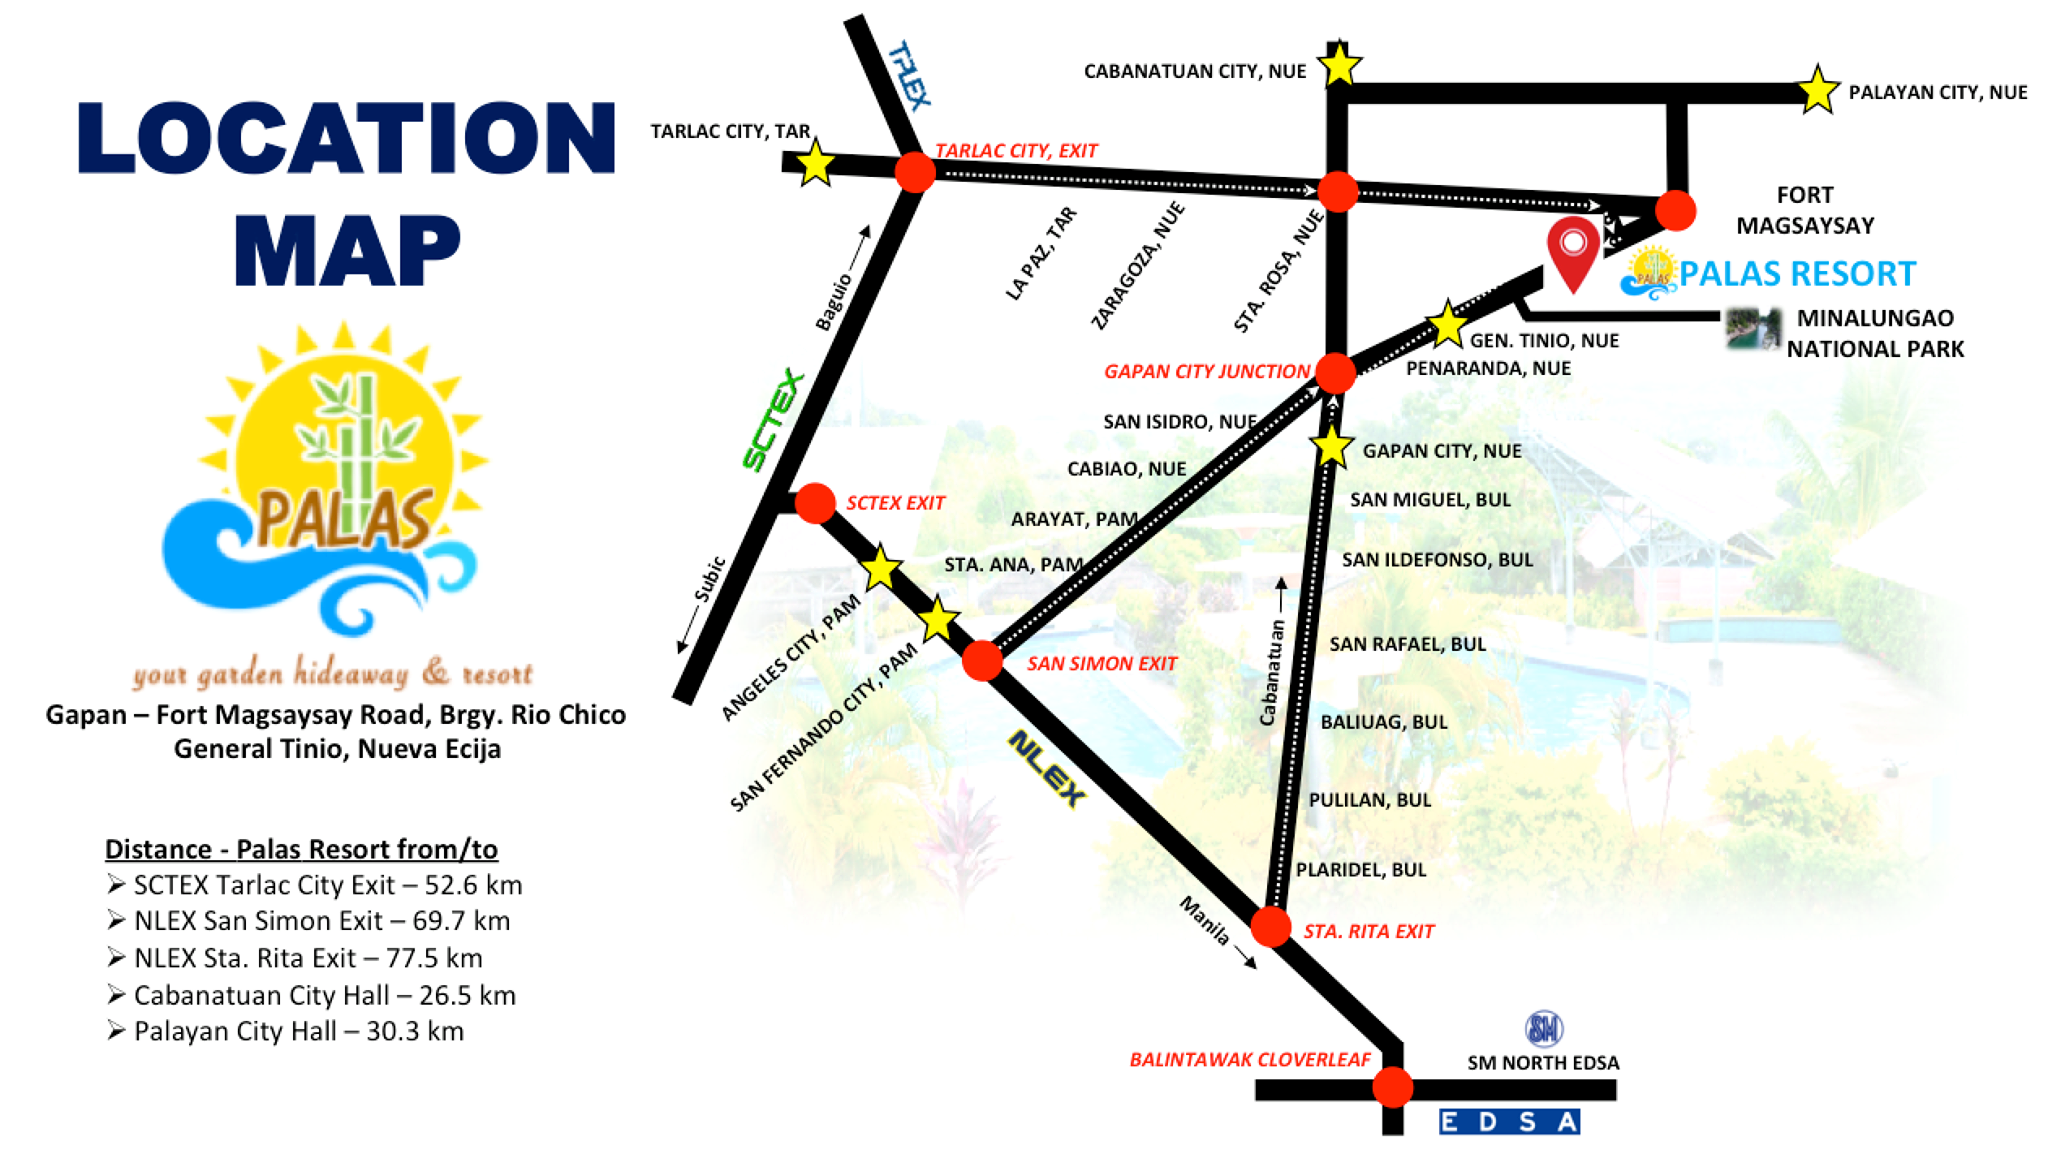 LOCATION
MAP
PALAS
your garden hideaway & resort
Gapan – Fort Magsaysay Road, Brgy. Rio Chico
General Tinio, Nueva Ecija
Distance - Palas Resort from/to
➢ SCTEX Tarlac City Exit – 52.6 km
➢ NLEX San Simon Exit – 69.7 km
➢ NLEX Sta. Rita Exit – 77.5 km
➢ Cabanatuan City Hall – 26.5 km
➢ Palayan City Hall – 30.3 km
TPLEX
CABANATUAN CITY, NUE
PALAYAN CITY, NUE
TARLAC CITY, TAR
TARLAC CITY, EXIT
LA PAZ, TAR
ZARAGOZA, NUE
STA. ROSA, NUE
FORT
MAGSAYSAY
PALAS
PALAS RESORT
MINALUNGAO
NATIONAL PARK
GEN. TINIO, NUE
PENARANDA, NUE
GAPAN CITY JUNCTION
Baguio
SCTEX
Subic
SCTEX EXIT
SAN ISIDRO, NUE
CABIAO, NUE
ARAYAT, PAM
STA. ANA, PAM
GAPAN CITY, NUE
SAN MIGUEL, BUL
SAN ILDEFONSO, BUL
SAN RAFAEL, BUL
BALIUAG, BUL
PULILAN, BUL
PLARIDEL, BUL
Cabanatuan
ANGELES CITY, PAM
SAN FERNANDO CITY, PAM
SAN SIMON EXIT
NLEX
Manila
STA. RITA EXIT
BALINTAWAK CLOVERLEAF
SM
SM NORTH EDSA
EDSA